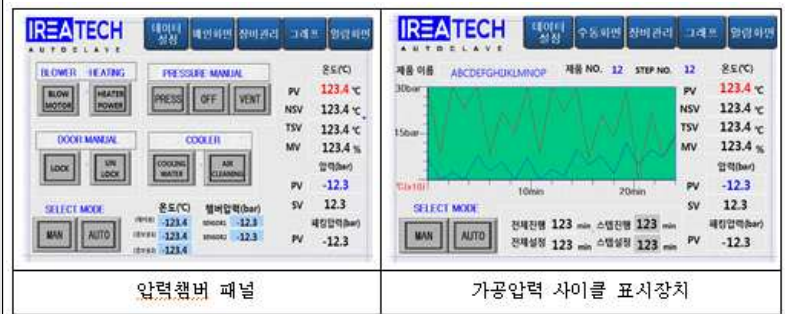 IREATECH
AUTOCLAVE
데이터 설정 메인화면 장비관리 그래프 알람화면
BLOWER HEATING
PRESSURE MANUAL
온도(℃)
BLOW MOTOR
HEATER POWER
PRESS OFF VENT
PV 123.4 ℃
NSV 123.4 ℃
TSV 123.4 ℃
MV 123.4 %
DOOR MANUAL
COOLER
LOCK
UN LOCK
COOLING WATER
AIR CLEANING
압력(bar)
PV -12.3
SV 12.3
SELECT MODE
온도(℃) 챔버압력(bar)
MAN AUTO
-123.4 SENSOR1 -12.3
-123.4 SENSOR2 -12.3
-123.4
패킹압력(bar)
PV -12.3
압력챔버 패널
IREATECH
AUTOCLAVE
데이터 설정 수동화면 장비관리 그래프 알람화면
제품 이름 ABCDEFGHIJKLMNOP 제품 NO. 12 STEP NO. 12
온도(℃)
30bar
15bar
℃(x10)
10min 20min
PV 123.4 ℃
NSV 123.4 ℃
TSV 123.4 ℃
MV 123.4 %
압력(bar)
PV -12.3
SV 12.3
SELECT MODE
MAN AUTO
전체진행 123 min 스텝진행 123 min
전체설정 123 min 스텝설정 123 min
패킹압력(bar)
PV -12.3
가공압력 사이클 표시장치